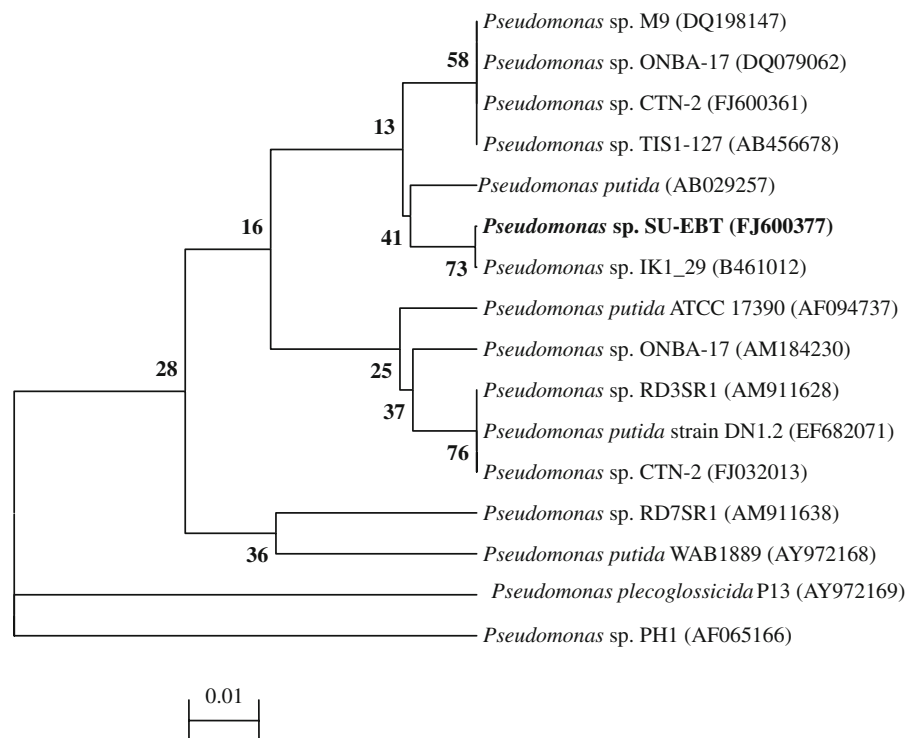 Pseudomonas sp. M9 (DQ198147)
58
Pseudomonas sp. ONBA-17 (DQ079062)
Pseudomonas sp. CTN-2 (FJ600361)
13
Pseudomonas sp. TIS1-127 (AB456678)
Pseudomonas putida (AB029257)
16
Pseudomonas sp. SU-EBT (FJ600377)
41
Pseudomonas sp. IK1_29 (B461012)
73
Pseudomonas putida ATCC 17390 (AF094737)
Pseudomonas sp. ONBA-17 (AM184230)
28
25
Pseudomonas sp. RD3SR1 (AM911628)
37
Pseudomonas putida strain DN1.2 (EF682071)
76
Pseudomonas sp. CTN-2 (FJ032013)
Pseudomonas sp. RD7SR1 (AM911638)
36
Pseudomonas putida WAB1889 (AY972168)
Pseudomonas plecoglossicida P13 (AY972169)
Pseudomonas sp. PH1 (AF065166)
0.01